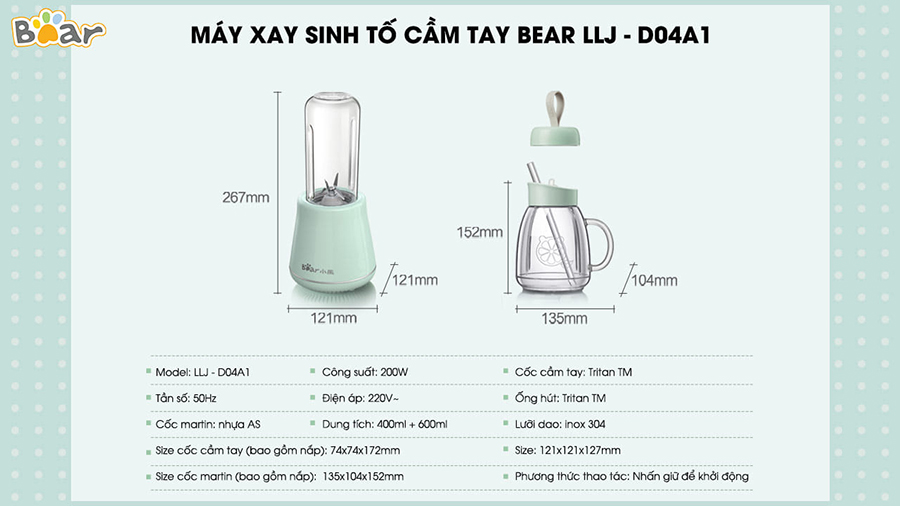 Bear
MÁY XAY SINH TỐ CẦM TAY BEAR LLJ - D04A1
267mm
121mm
121mm
Bear小熊
152mm
104mm
135mm
Model: LLJ - D04A1
Công suất: 200W
Cốc cầm tay: Tritan TM
Tần số: 50Hz
Điện áp: 220V~
Ống hút: Tritan TM
Cốc martin: nhựa AS
Dung tích: 400ml + 600ml
Lưỡi dao: inox 304
Size cốc cầm tay (bao gồm nắp): 74x74x172mm
Size: 121x121x127mm
Size cốc martin (bao gồm nắp): 135x104x152mm
Phương thức thao tác: Nhấn giữ để khởi động